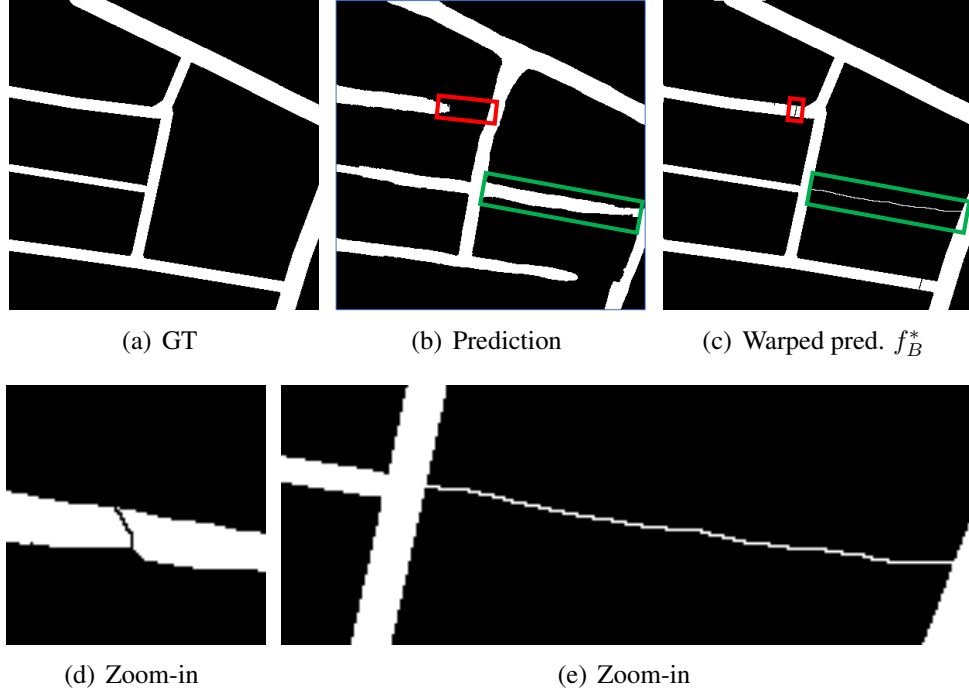 (a) GT
(b) Prediction
(c) Warped pred. $f_B^*$
(d) Zoom-in
(e) Zoom-in